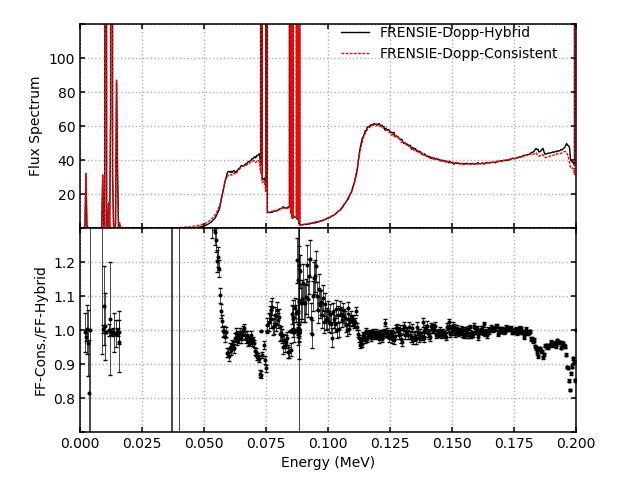 FRENSIE-Dopp-Hybrid
FRENSIE-Dopp-Consistent
Flux Spectrum
100
80
60
40
20
FF-Cons./FF-Hybrid
1.2
1.1
1.0
0.9
0.8
0.000 0.025 0.050 0.075 0.100 0.125 0.150 0.175 0.200
Energy (MeV)